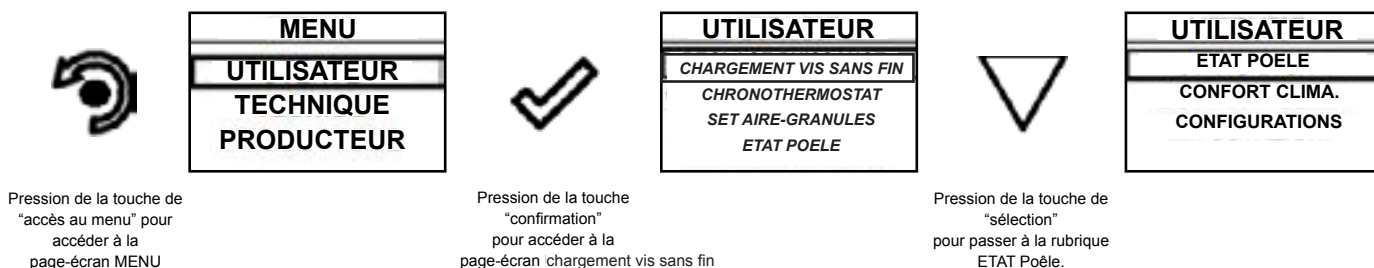 MENU
UTILISATEUR
TECHNIQUE
PRODUCTEUR
Pression de la touche de
“accès au menu” pour
accéder à la
page-écran MENU
UTILISATEUR
CHARGEMENT VIS SANS FIN
CHRONOTHERMOSTAT
SET AIRE-GRANULES
ETAT POELE
Pression de la touche
“confirmation”
pour accéder à la
page-écran chargement vis sans fin
UTILISATEUR
ETAT POELE
CONFORT CLIMA.
CONFIGURATIONS
Pression de la touche de
“sélection”
pour passer à la rubrique
ETAT Poêle.